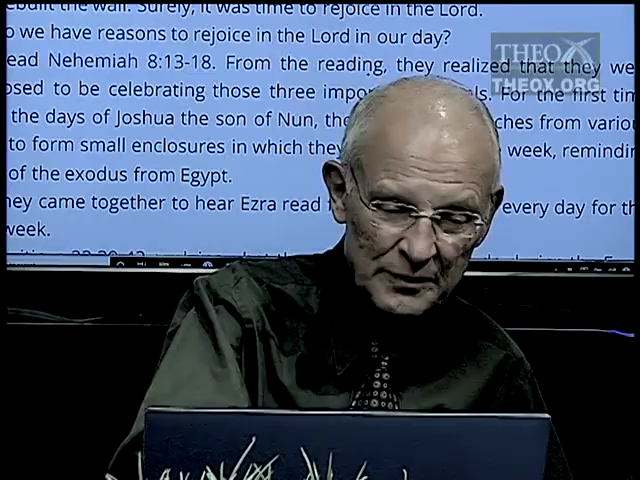 ebuilt the wall. Surely, it was time to rejoice in the Lord.
o we have reasons to rejoice in the Lord in our day?
ead Nehemiah 8:13-18. From the reading, they realized that they we
osed to be celebrating those three impo ls. For the first tim
the days of Joshua the son of Nun, the ches from variou
to form small enclosures in which they week, remindin
of the exodus from Egypt.
hey came together to hear Ezra read every day for th
week.
THEOX
THEOX.ORG